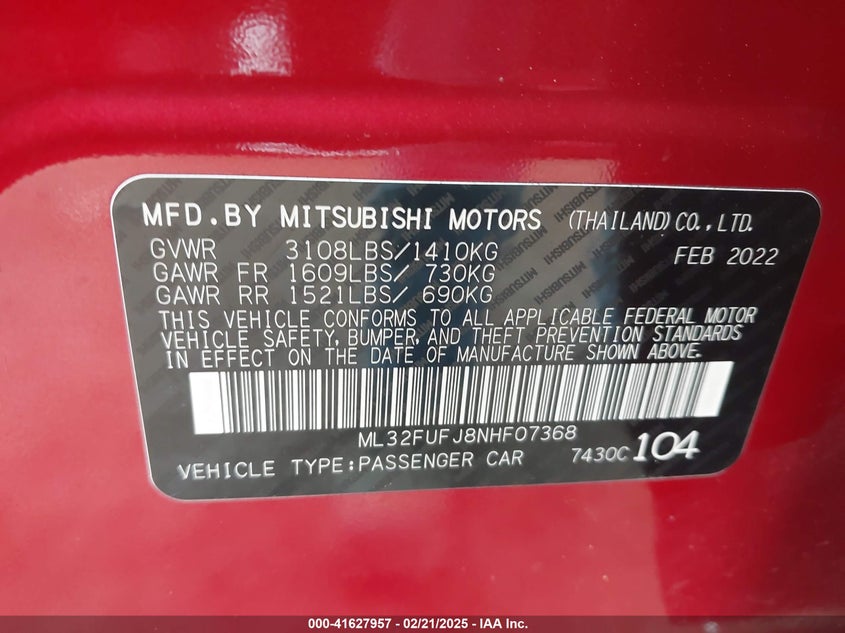 MFD.BY MITSUBISHI MOTORS (THAILAND)CO.,LTD.
GVWR 3108LBS/1410KG FEB 2022
GAWR FR 1609LBS/ 730KG
GAWR RR 1521LBS/ 690KG
THIS VEHICLE CONFORMS TO ALL APPLICABLE FEDERAL MOTOR
VEHICLE SAFETY, BUMPER, AND THEFT PREVENTION STANDARDS
IN EFFECT ON THE DATE OF MANUFACTURE SHOWN ABOVE.
ML32FUFJ8NHF07368
VEHICLE TYPE:PASSENGER CAR 7430C 104
000-41627957 - 02/21/2025 - IAA Inc.